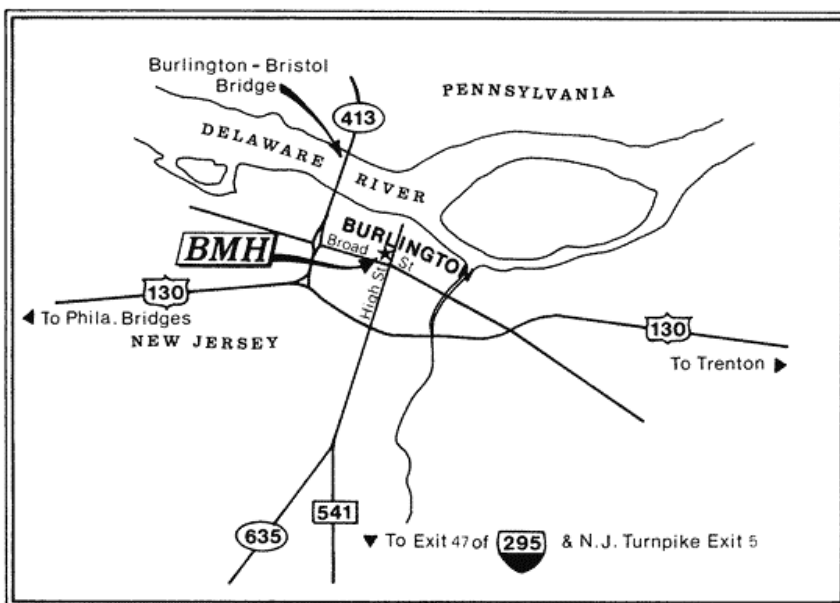 Burlington - Bristol
Bridge
413
PENNSYLVANIA
DELAWARE RIVER
BURLINGTON
Broad St
BMH
High St
130
To Phila. Bridges
NEW JERSEY
130
To Trenton
541
635
To Exit 47 of 295 & N.J. Turnpike Exit 5